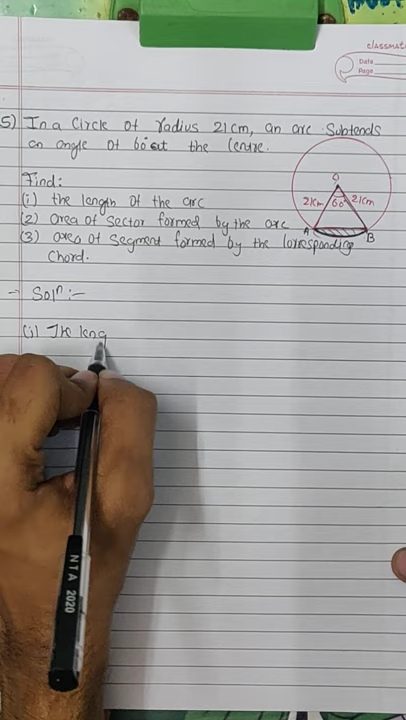 classmate
Date
Page
5) In a Circle of radius 21cm, an arc Subtends
an angle of 60° at the Centre.
Find:
(i) the length of the arc
(2) area of Sector formed by the arc
(3) area of Segment formed by the Corresponding
Chord.
O
21cm 60° 21cm
A B
→ Solⁿ :-
(i) The leng
NTA 2020